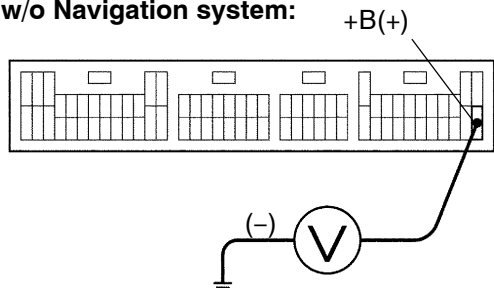 w/o Navigation system:
+B(+)
(−)
V